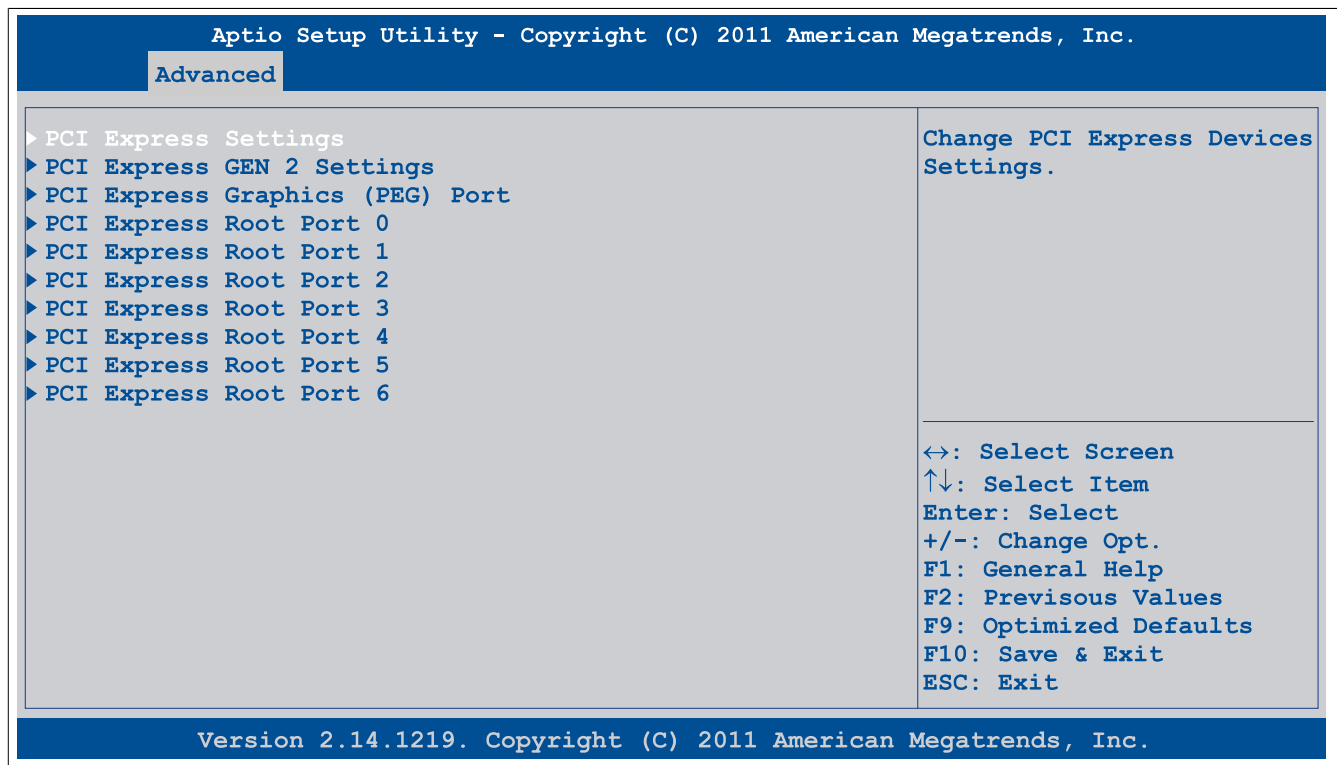 Aptio Setup Utility - Copyright (C) 2011 American Megatrends, Inc.
Advanced
PCI Express Settings
PCI Express GEN 2 Settings
PCI Express Graphics (PEG) Port
PCI Express Root Port 0
PCI Express Root Port 1
PCI Express Root Port 2
PCI Express Root Port 3
PCI Express Root Port 4
PCI Express Root Port 5
PCI Express Root Port 6
Change PCI Express Devices
Settings.
↔: Select Screen
↑↓: Select Item
Enter: Select
+/-: Change Opt.
F1: General Help
F2: Previsous Values
F9: Optimized Defaults
F10: Save & Exit
ESC: Exit
Version 2.14.1219. Copyright (C) 2011 American Megatrends, Inc.